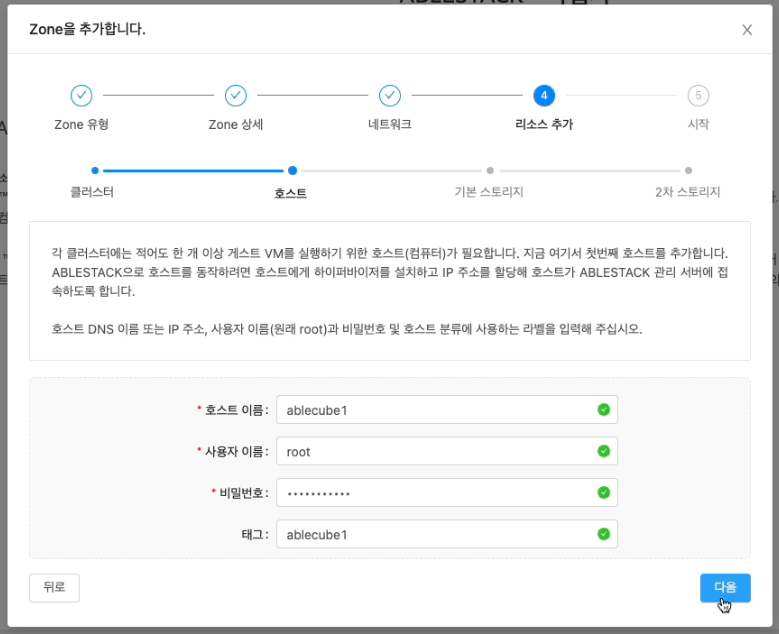 Zone을 추가합니다.
4
5
Zone 유형
Zone 상세
네트워크
리소스 추가
시작
클러스터
호스트
기본 스토리지
2차 스토리지
각 클러스터에는 적어도 한 개 이상 게스트 VM를 실행하기 위한 호스트(컴퓨터)가 필요합니다. 지금 여기서 첫번째 호스트를 추가합니다.
ABLESTACK으로 호스트를 동작하려면 호스트에게 하이퍼바이저를 설치하고 IP 주소를 할당해 호스트가 ABLESTACK 관리 서버에 접
속하도록 합니다.
호스트 DNS 이름 또는 IP 주소, 사용자 이름(원래 root)과 비밀번호 및 호스트 분류에 사용하는 라벨을 입력해 주십시오.
* 호스트 이름: ablecube1
* 사용자 이름: root
* 비밀번호: •••••••••••
태그: ablecube1
뒤로
다음